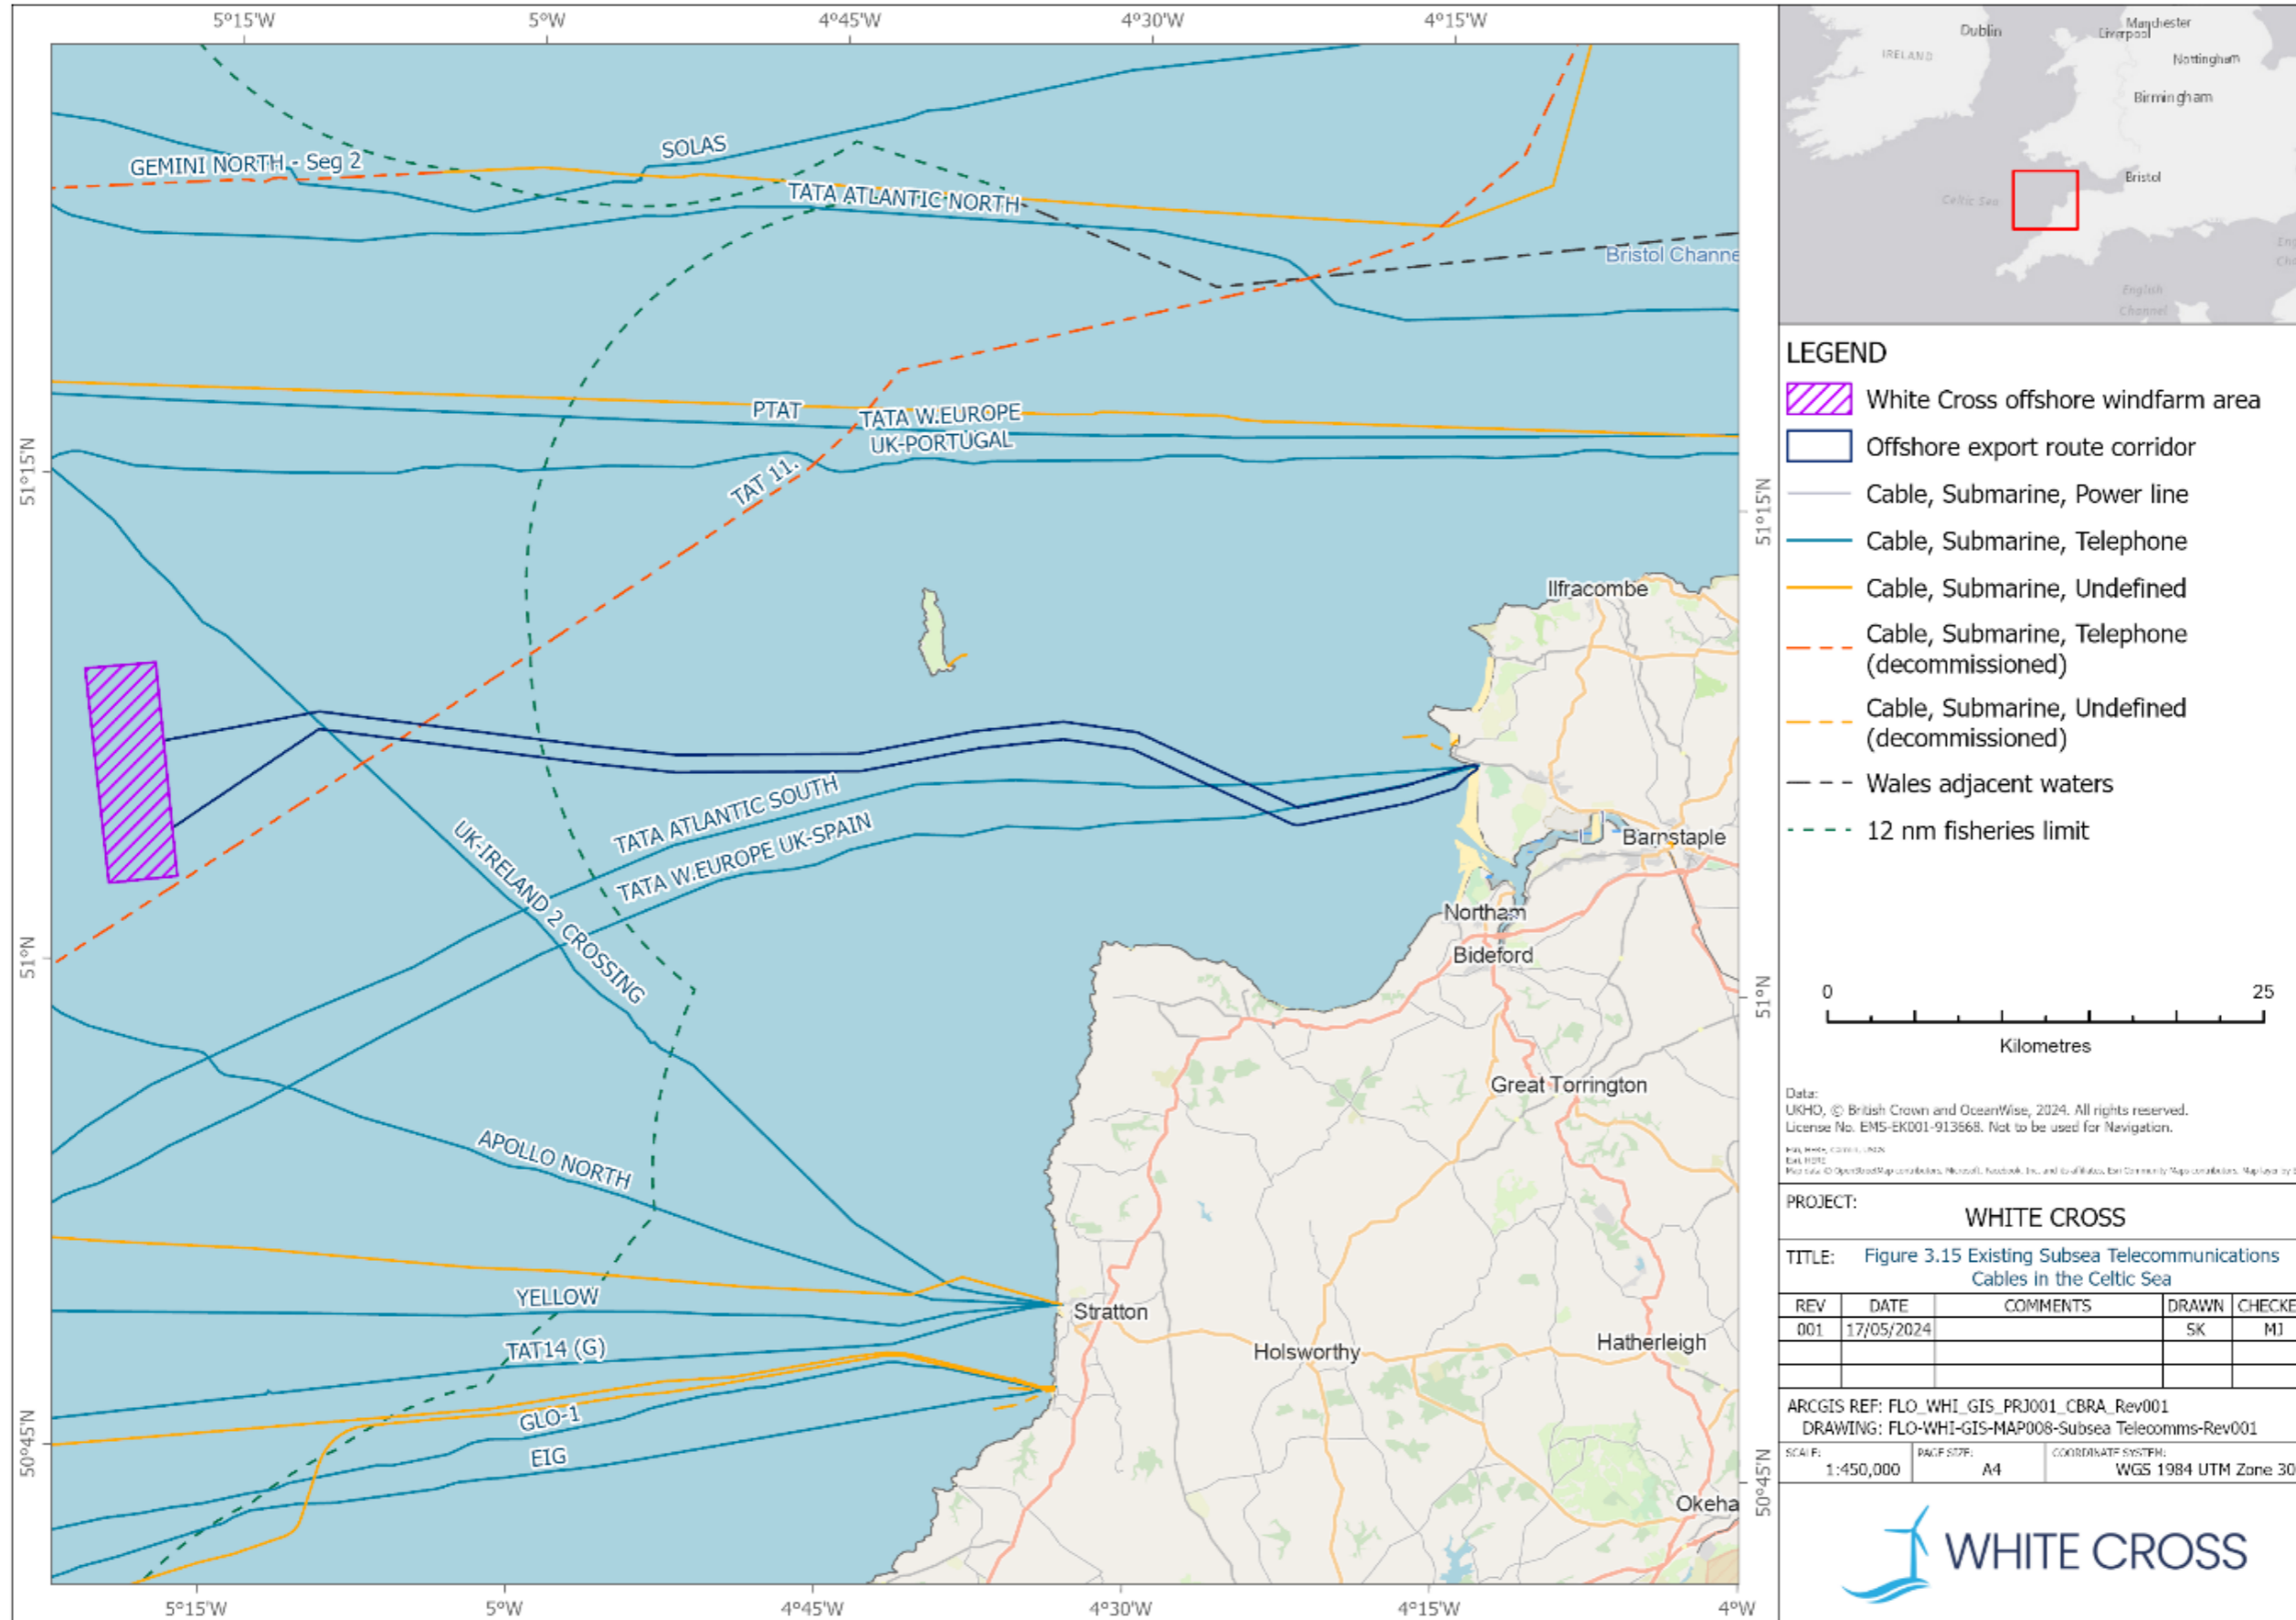 5°15'W
5°W
4°45'W
4°30'W
4°15'W
51°15'N
51°N
50°45'N
51°15'N
51°N
50°45'N
5°15'W
5°W
4°45'W
4°30'W
4°15'W
4°W
GEMINI NORTH - Seg 2
SOLAS
TATA ATLANTIC NORTH
Bristol Channe
PTAT
TATA W.EUROPE
UK-PORTUGAL
TAT 11.
Ilfracombe
TATA ATLANTIC SOUTH
TATA W.EUROPE UK-SPAIN
UK-IRELAND 2 CROSSING
Barnstaple
Northam
Bideford
Great Torrington
APOLLO NORTH
YELLOW
Stratton
TAT14 (G)
Holsworthy
Hatherleigh
GLO-1
EIG
Okeha
Dublin
Manchester
Liverpool
IRELAND
Nottingham
Birmingham
Bristol
Celtic Sea
English
Channel
LEGEND
White Cross offshore windfarm area
Offshore export route corridor
Cable, Submarine, Power line
Cable, Submarine, Telephone
Cable, Submarine, Undefined
Cable, Submarine, Telephone
(decommissioned)
Cable, Submarine, Undefined
(decommissioned)
Wales adjacent waters
12 nm fisheries limit
0 25
Kilometres
Data:
UKHO, © British Crown and OceanWise, 2024. All rights reserved.
License No. EMS-EK001-913668. Not to be used for Navigation.
Esri, HERE
PROJECT:
WHITE CROSS
TITLE: Figure 3.15 Existing Subsea Telecommunications
Cables in the Celtic Sea
REV DATE COMMENTS DRAWN CHECKE
001 17/05/2024 SK MJ
ARCGIS REF: FLO_WHI_GIS_PRJ001_CBRA_Rev001
DRAWING: FLO-WHI-GIS-MAP008-Subsea Telecomms-Rev001
SCALE: PAGE SIZE: COORDINATE SYSTEM:
1:450,000 A4 WGS 1984 UTM Zone 30
WHITE CROSS